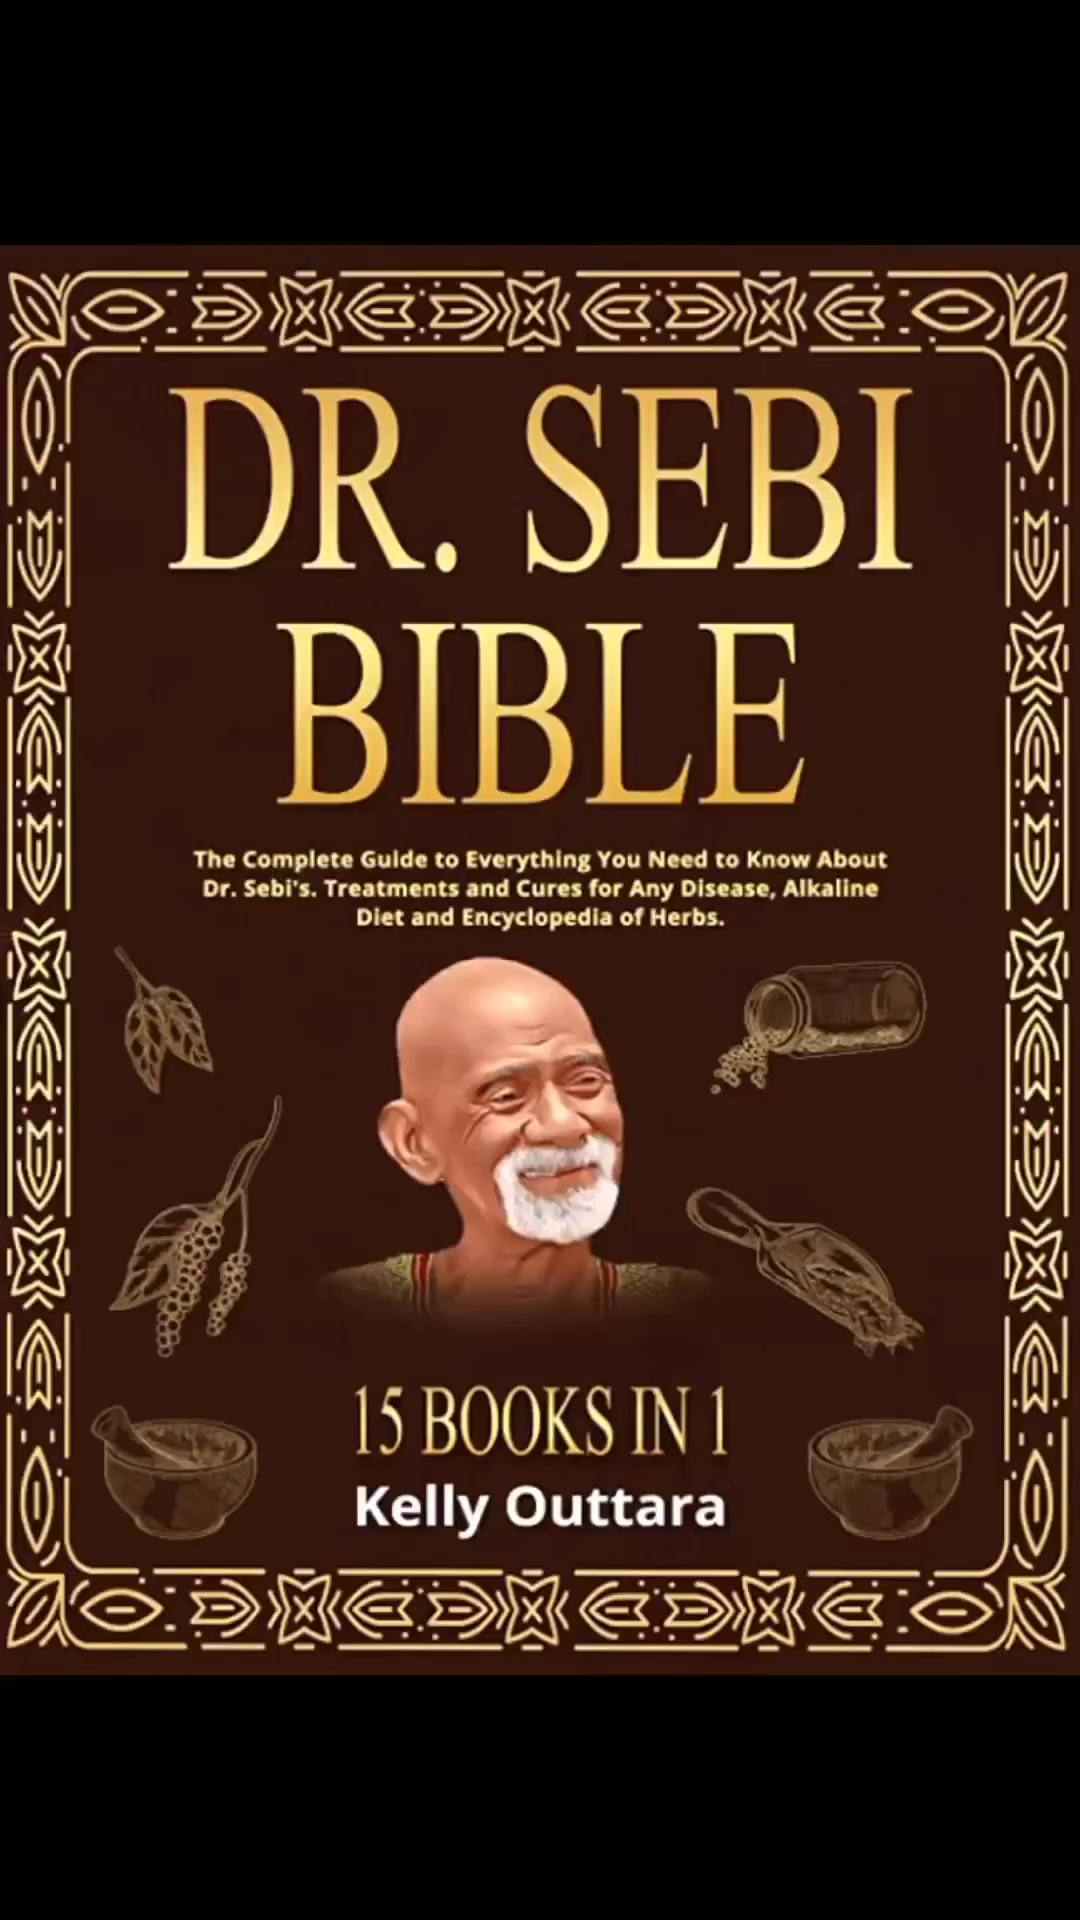 DR. SEBI
BIBLE
The Complete Guide to Everything You Need to Know About
Dr. Sebi's. Treatments and Cures for Any Disease, Alkaline
Diet and Encyclopedia of Herbs.
15 BOOKS IN 1
Kelly Outtara